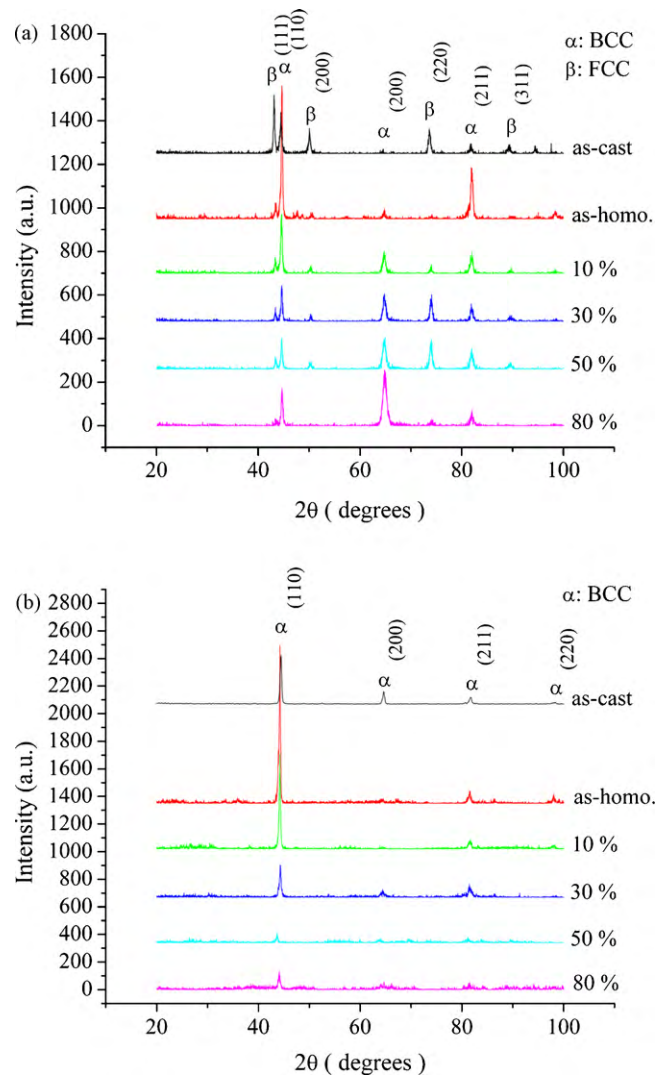 (a)
1800
1600
1400
1200
1000
800
600
400
200
0
Intensity (a.u.)
β (111)
α (110)
β (200)
α (200)
β (220)
α (211)
β (311)
α: BCC
β: FCC
as-cast
as-homo.
10 %
30 %
50 %
80 %
20 40 60 80 100
2θ ( degrees )
(b)
2800
2600
2400
2200
2000
1800
1600
1400
1200
1000
800
600
400
200
0
Intensity (a.u.)
α (110)
α (200)
α (211)
α (220)
α: BCC
as-cast
as-homo.
10 %
30 %
50 %
80 %
20 40 60 80 100
2θ ( degrees )